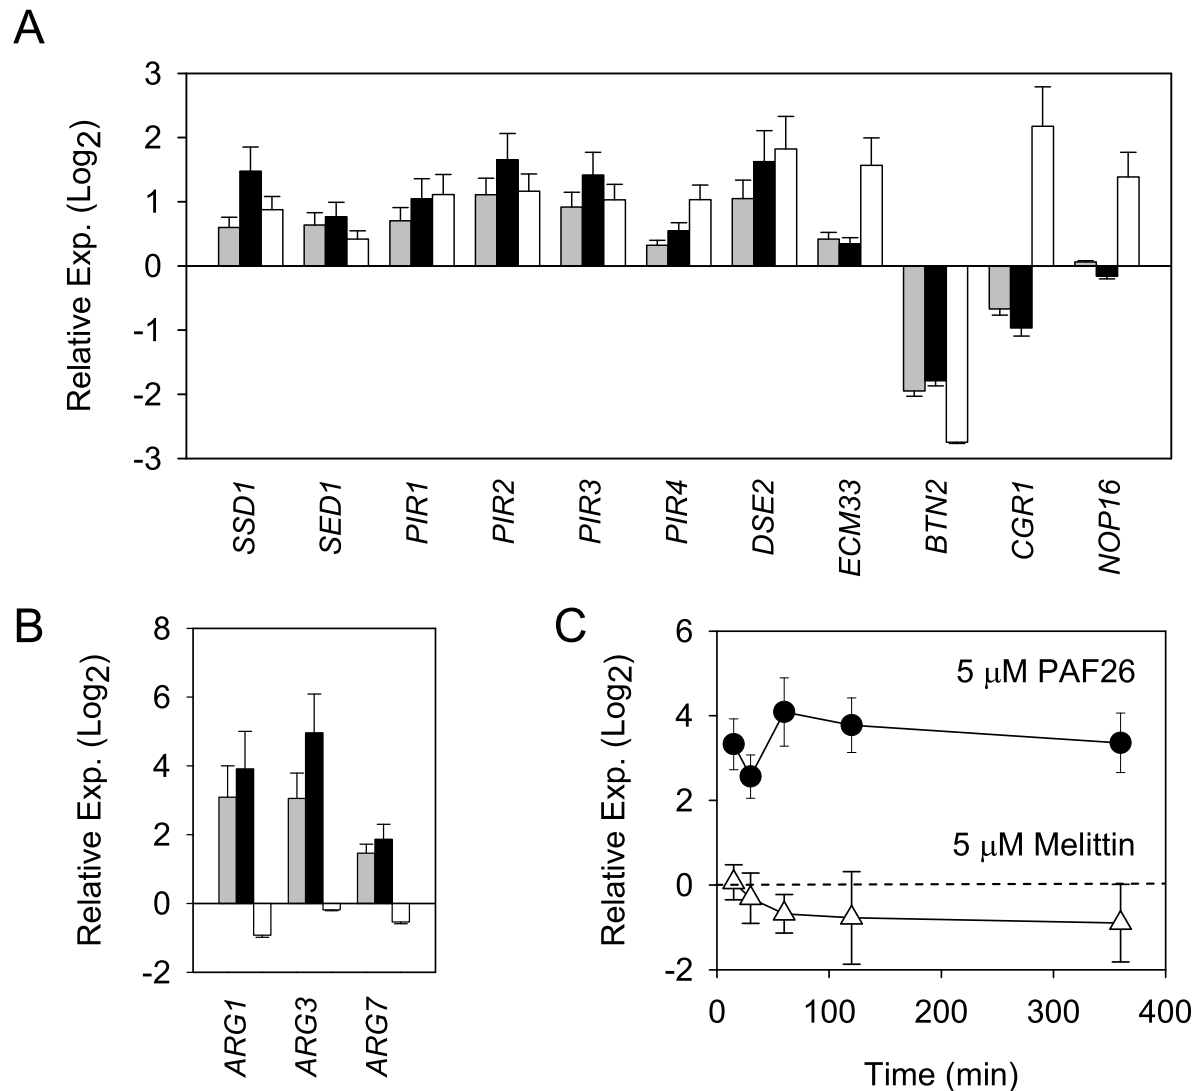 A
3
2
1
0
-1
-2
-3
Relative Exp. (Log2)
SSD1
SED1
PIR1
PIR2
PIR3
PIR4
DSE2
ECM33
BTN2
CGR1
NOP16
B
8
6
4
2
0
-2
Relative Exp. (Log2)
ARG1
ARG3
ARG7
C
6
4
2
0
-2
Relative Exp. (Log2)
5 μM PAF26
5 μM Melittin
0 100 200 300 400
Time (min)